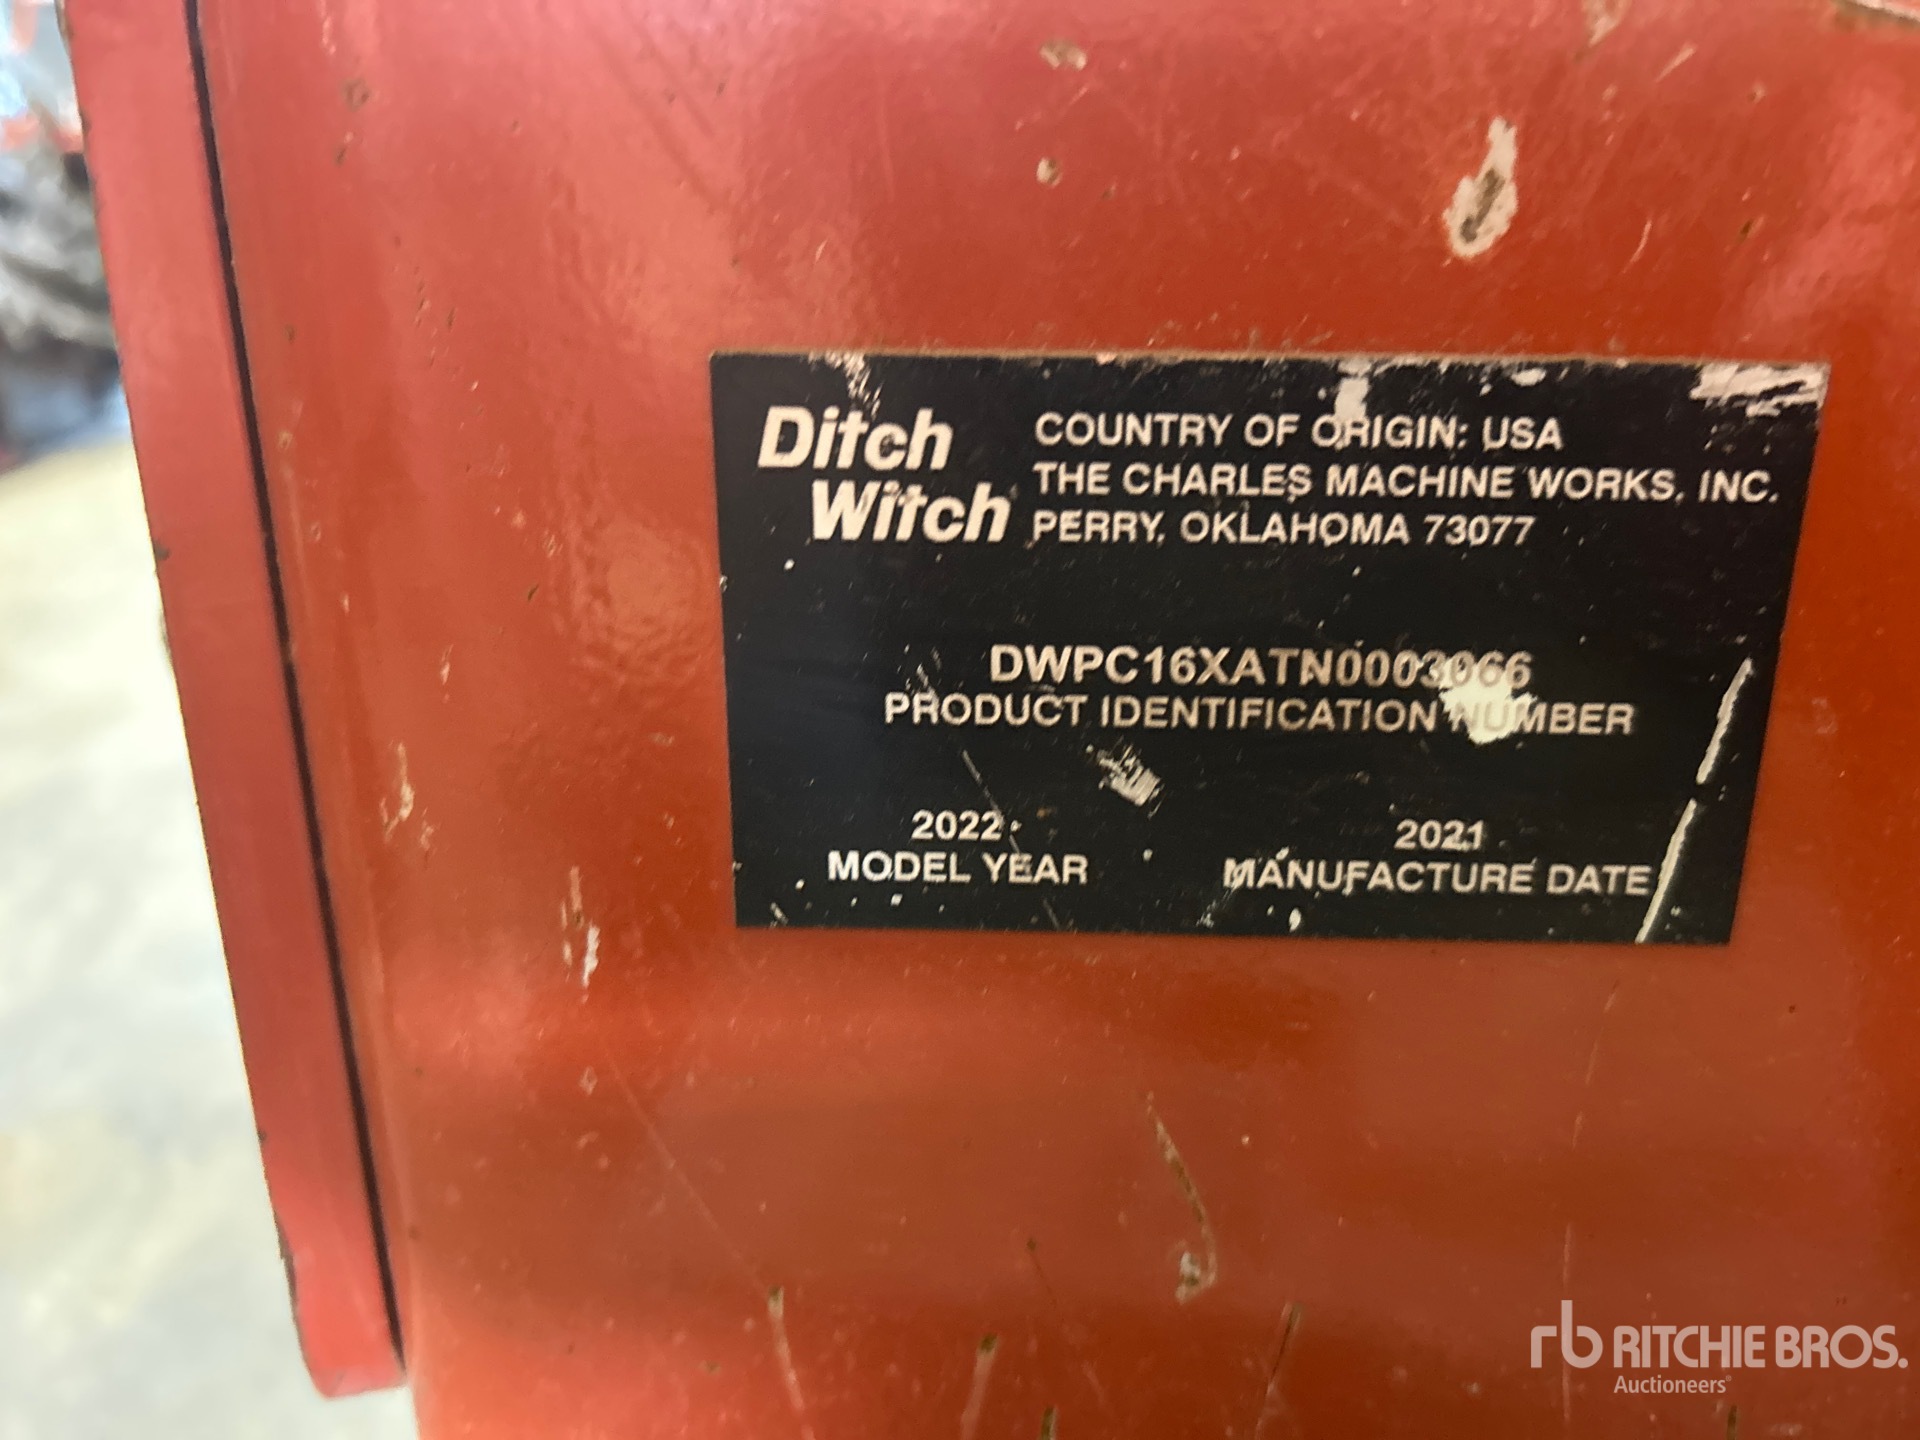 Ditch
Witch
COUNTRY OF ORIGIN: USA
THE CHARLES MACHINE WORKS, INC.
PERRY, OKLAHOMA 73077
DWPC16XATN0003066
PRODUCT IDENTIFICATION NUMBER
2022
MODEL YEAR
2021
MANUFACTURE DATE
rb RITCHIE BROS.
Auctioneers